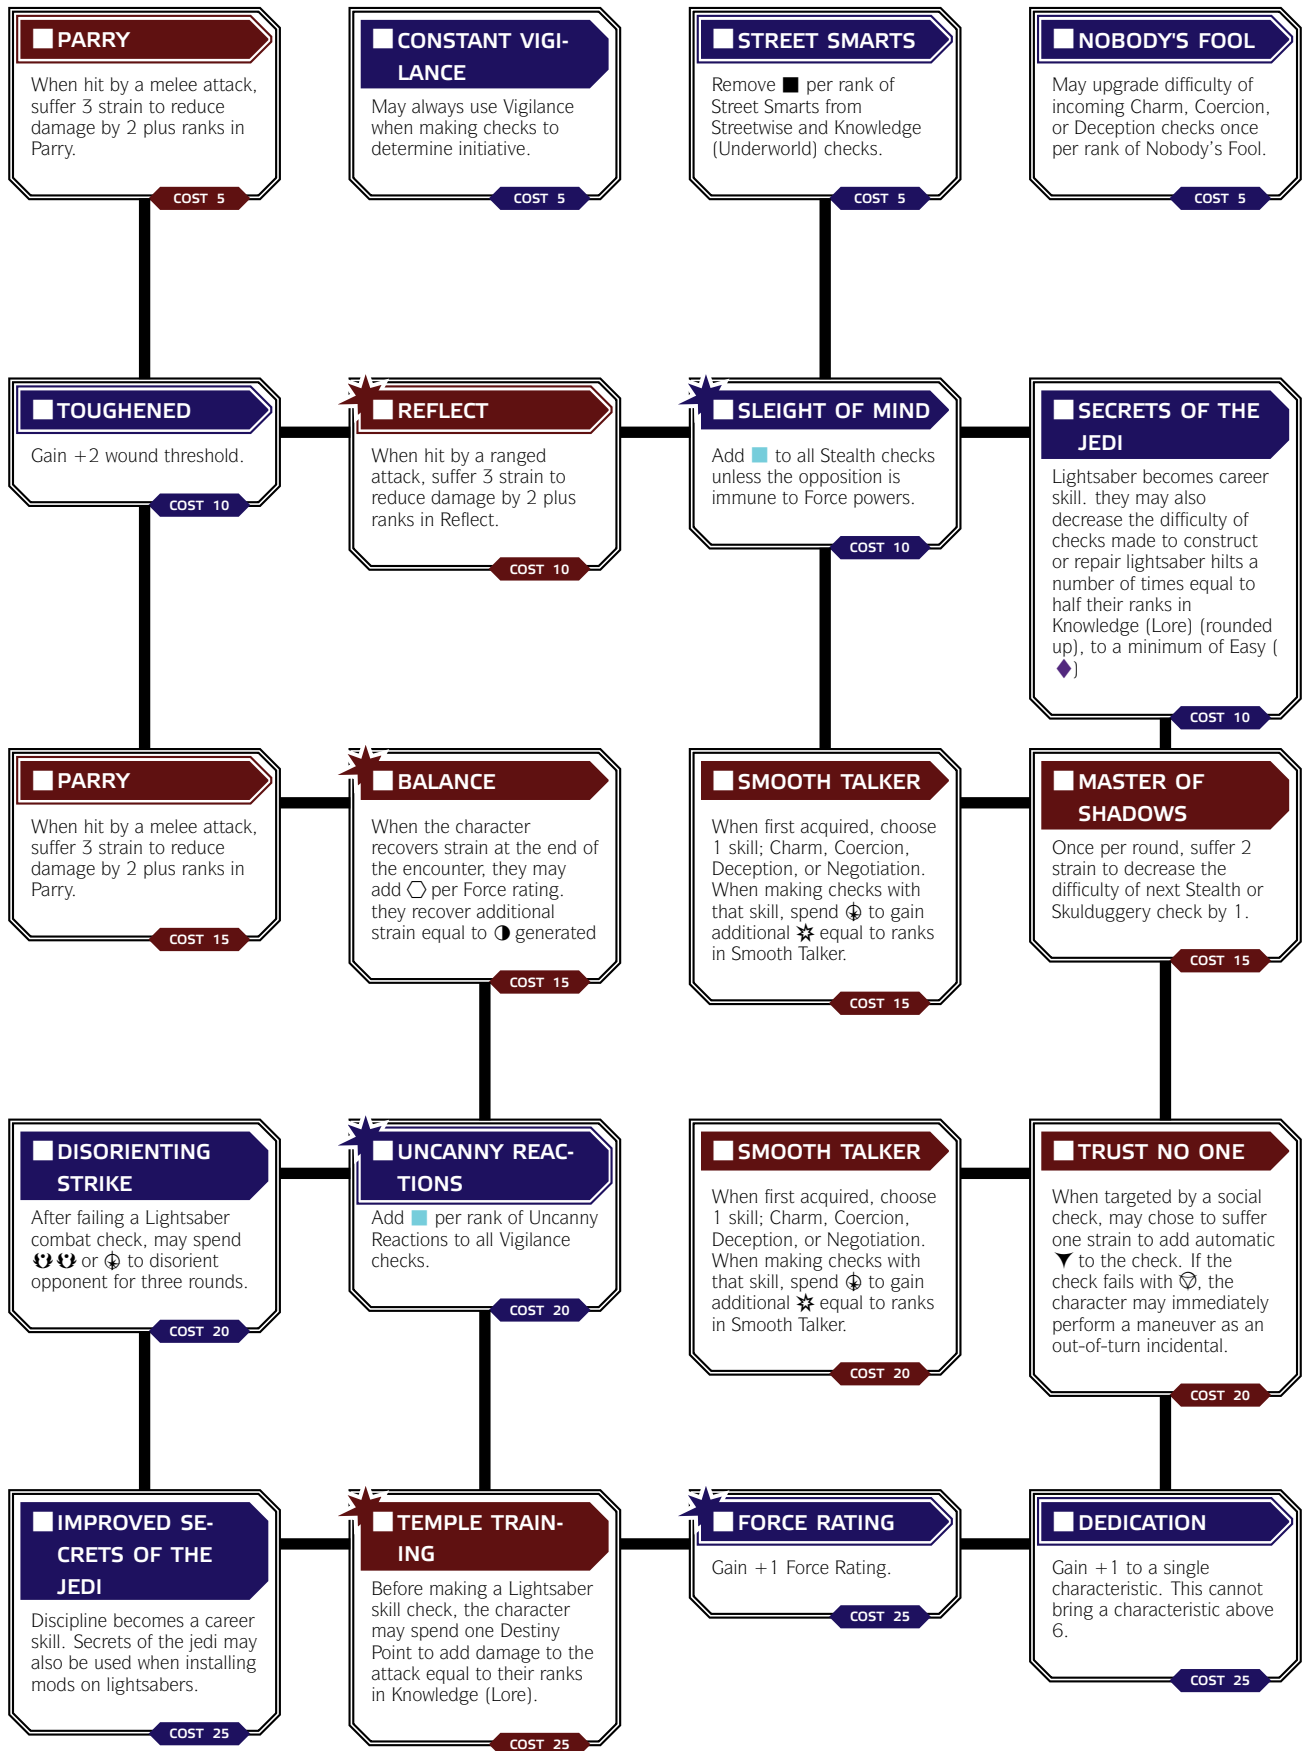 PARRY
When hit by a melee attack,
suffer 3 strain to reduce
damage by 2 plus ranks in
Parry.
COST 5
CONSTANT VIGI-
LANCE
May always use Vigilance
when making checks to
determine initiative.
COST 5
STREET SMARTS
Remove ■ per rank of
Street Smarts from
Streetwise and Knowledge
(Underworld) checks.
COST 5
NOBODY'S FOOL
May upgrade difficulty of
incoming Charm, Coercion,
or Deception checks once
per rank of Nobody's Fool.
COST 5
TOUGHENED
Gain +2 wound threshold.
COST 10
REFLECT
When hit by a ranged
attack, suffer 3 strain to
reduce damage by 2 plus
ranks in Reflect.
COST 10
SLEIGHT OF MIND
Add ■ to all Stealth checks
unless the opposition is
immune to Force powers.
COST 10
SECRETS OF THE
JEDI
Lightsaber becomes career
skill. they may also
decrease the difficulty of
checks made to construct
or repair lightsaber hilts a
number of times equal to
half their ranks in
Knowledge (Lore) (rounded
up), to a minimum of Easy (
◆)
COST 10
PARRY
When hit by a melee attack,
suffer 3 strain to reduce
damage by 2 plus ranks in
Parry.
COST 15
BALANCE
When the character
recovers strain at the end of
the encounter, they may
add ⬡ per Force rating.
they recover additional
strain equal to ◑ generated
COST 15
SMOOTH TALKER
When first acquired, choose
1 skill; Charm, Coercion,
Deception, or Negotiation.
When making checks with
that skill, spend to gain
additional equal to ranks
in Smooth Talker.
COST 15
MASTER OF
SHADOWS
Once per round, suffer 2
strain to decrease the
difficulty of next Stealth or
Skulduggery check by 1.
COST 15
DISORIENTING
STRIKE
After failing a Lightsaber
combat check, may spend
or to disorient
opponent for three rounds.
COST 20
UNCANNY REAC-
TIONS
Add ■ per rank of Uncanny
Reactions to all Vigilance
checks.
COST 20
SMOOTH TALKER
When first acquired, choose
1 skill; Charm, Coercion,
Deception, or Negotiation.
When making checks with
that skill, spend to gain
additional equal to ranks
in Smooth Talker.
COST 20
TRUST NO ONE
When targeted by a social
check, may chose to suffer
one strain to add automatic
to the check. If the
check fails with , the
character may immediately
perform a maneuver as an
out-of-turn incidental.
COST 20
IMPROVED SE-
CRETS OF THE
JEDI
Discipline becomes a career
skill. Secrets of the jedi may
also be used when installing
mods on lightsabers.
COST 25
TEMPLE TRAIN-
ING
Before making a Lightsaber
skill check, the character
may spend one Destiny
Point to add damage to the
attack equal to their ranks
in Knowledge (Lore).
COST 25
FORCE RATING
Gain +1 Force Rating.
COST 25
DEDICATION
Gain +1 to a single
characteristic. This cannot
bring a characteristic above
6.
COST 25